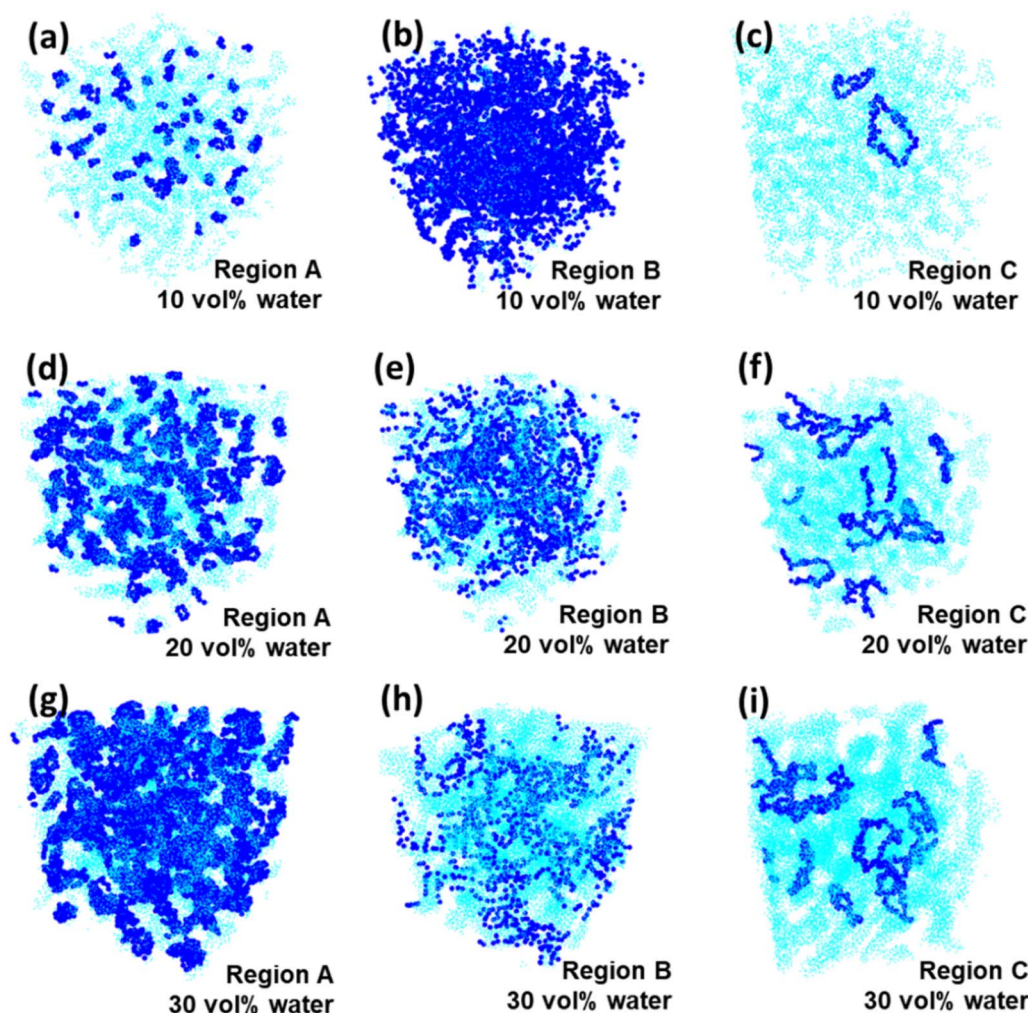 (a)
Region A
10 vol% water
(b)
Region B
10 vol% water
(c)
Region C
10 vol% water
(d)
Region A
20 vol% water
(e)
Region B
20 vol% water
(f)
Region C
20 vol% water
(g)
Region A
30 vol% water
(h)
Region B
30 vol% water
(i)
Region C
30 vol% water